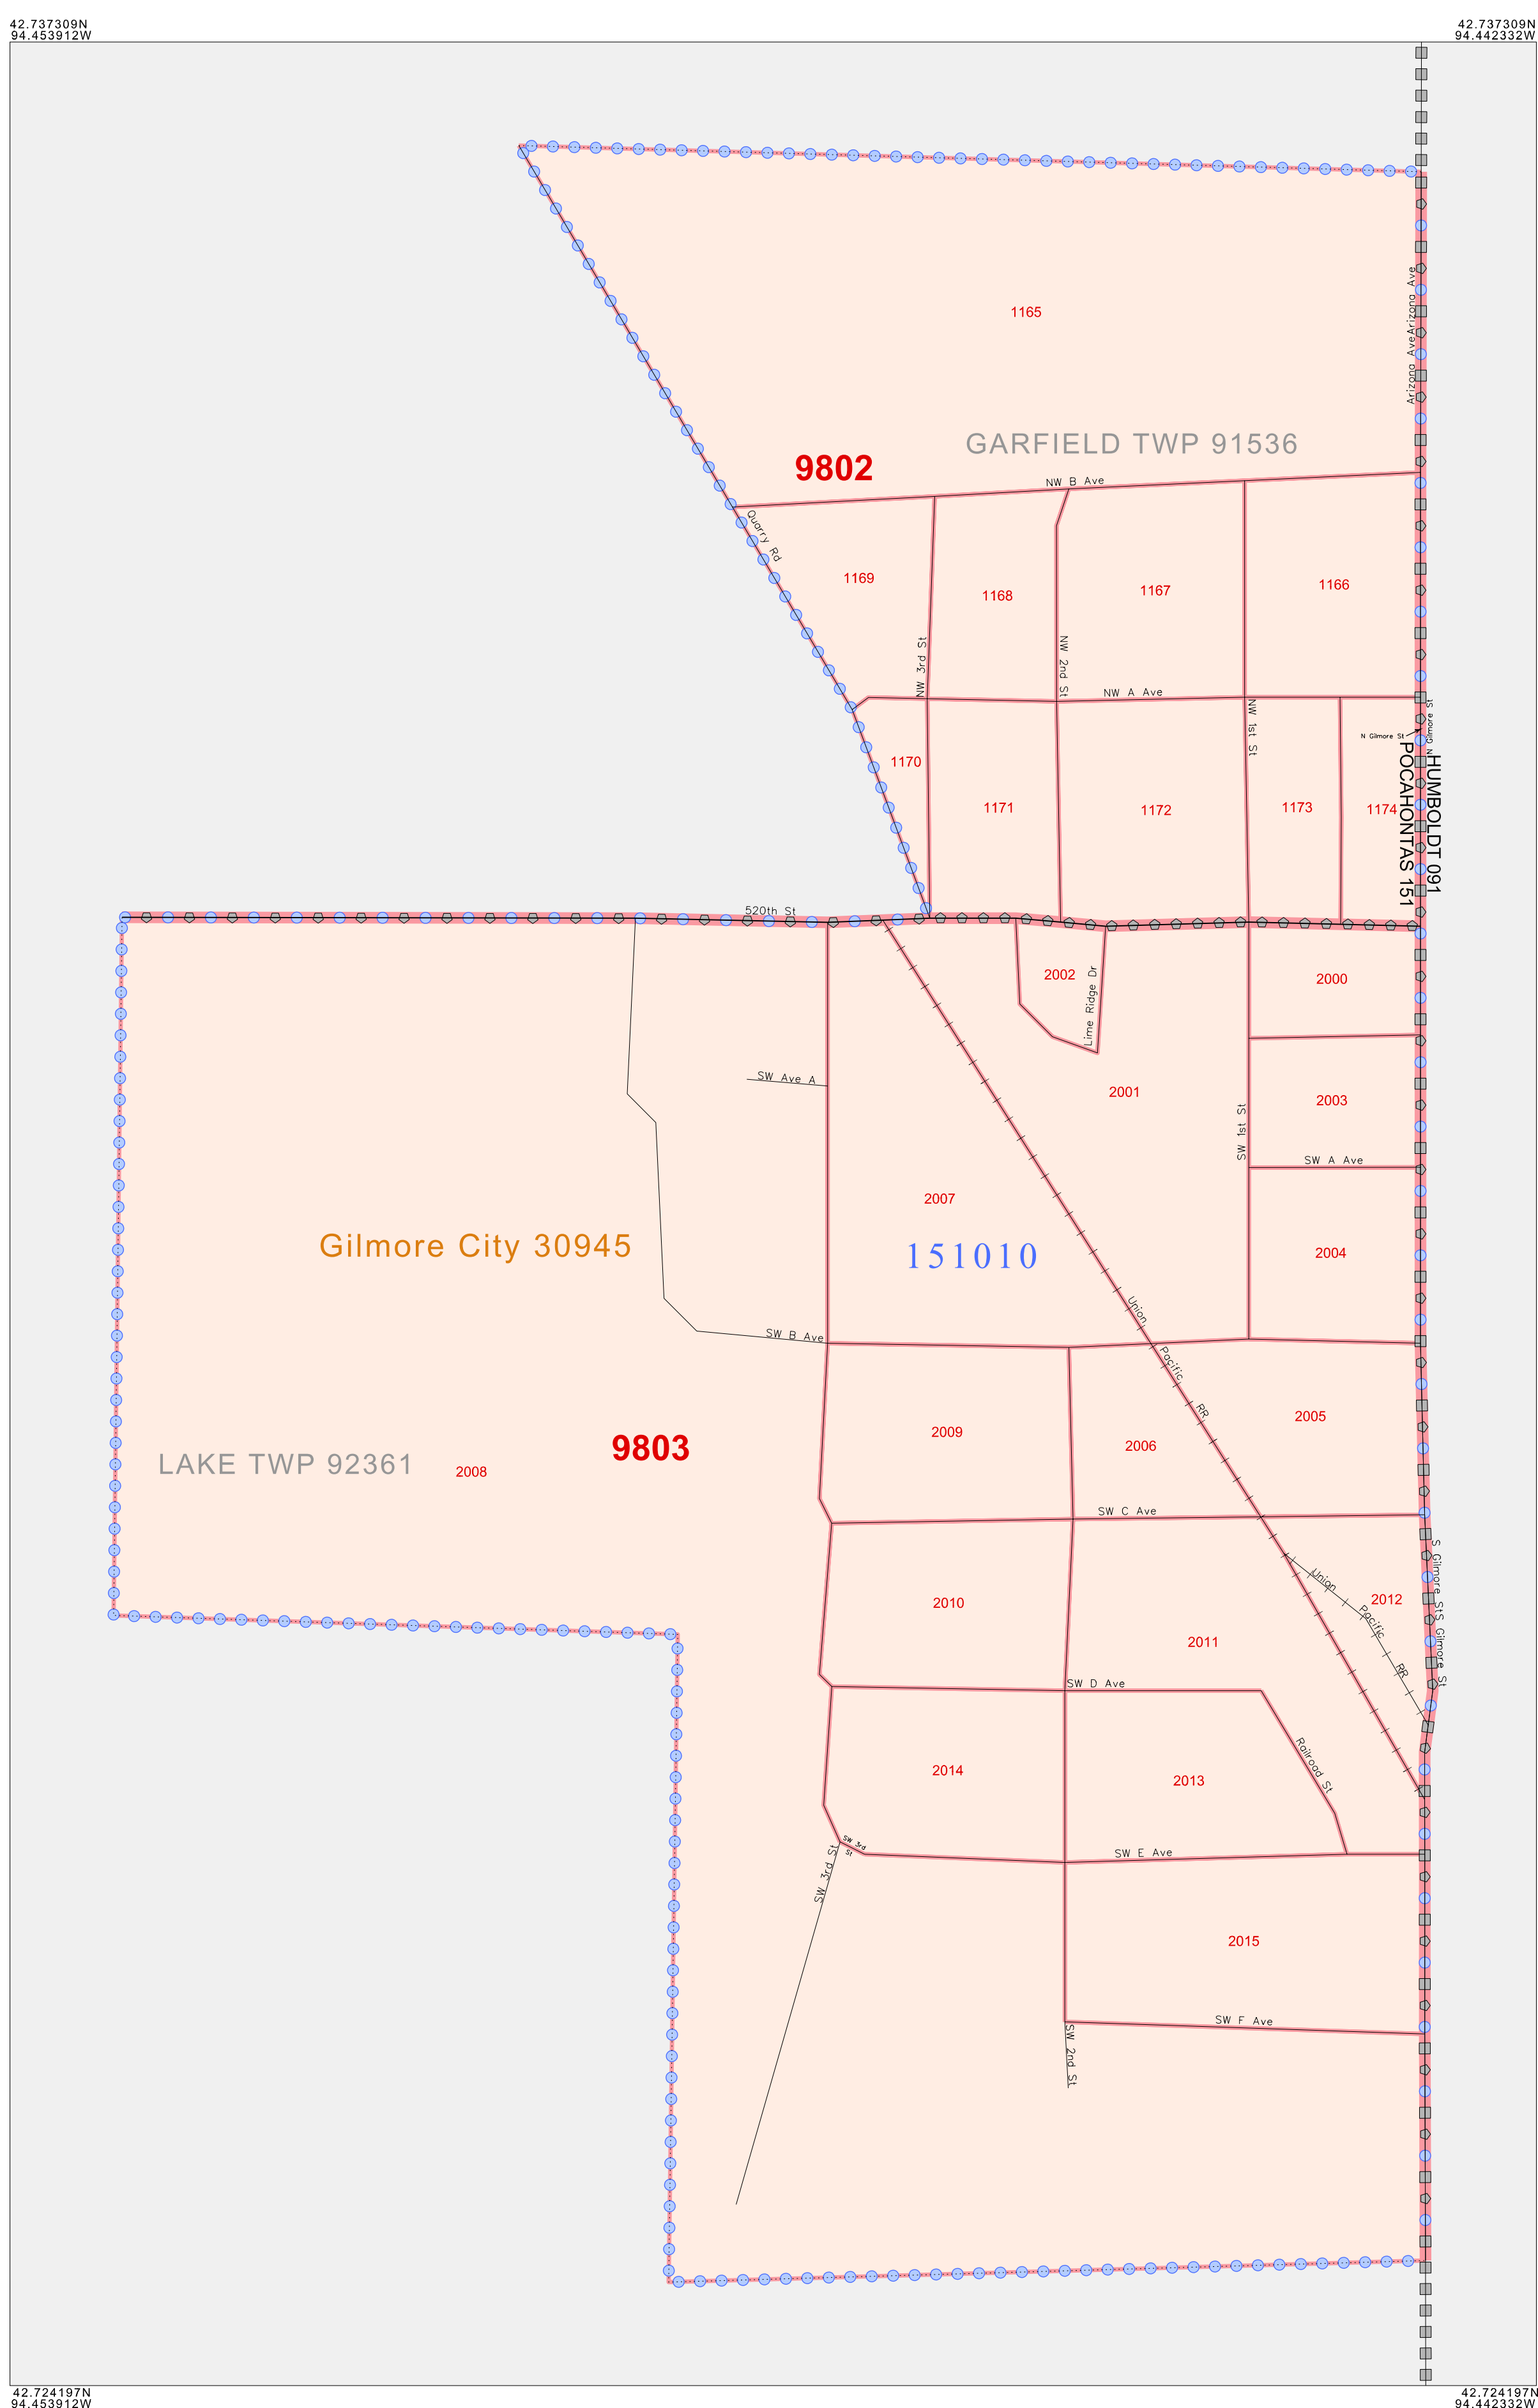 42.737309N
94.453912W
42.737309N
94.442332W
Arizona Ave
Arizona Ave
1165
GARFIELD TWP 91536
9802
NW B Ave
Quarry Rd
1169
1168
1167
1166
NW 3rd St
NW 2nd St
NW A Ave
NW 1st St
N Gilmore St
N Gilmore St
1170
1171
1172
1173
1174
POCAHONTAS 151
HUMBOLDT 091
520th St
2002
Lime Ridge Dr
2000
SW Ave A
2001
2003
SW 1st St
SW A Ave
2007
Gilmore City 30945
151010
2004
Union
Pacific
RR
SW B Ave
2009
2006
2005
9803
LAKE TWP 92361
2008
SW C Ave
S Gilmore St
S Gilmore St
Union
Pacific
RR
2012
2010
2011
SW D Ave
Railroad St
2014
2013
SW 3rd
St
SW 3rd St
SW E Ave
2015
SW F Ave
SW 2nd St
42.724197N
94.453912W
42.724197N
94.442332W